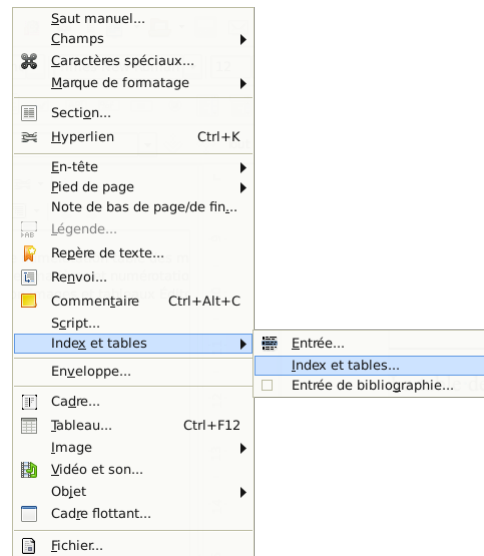 Saut manuel...
Champs
Caractères spéciaux...
Marque de formatage
Section...
Hyperlien Ctrl+K
En-tête
Pied de page
Note de bas de page/de fin...
Légende...
Repère de texte...
Renvoi...
Commentaire Ctrl+Alt+C
Script...
Index et tables
Entrée...
Index et tables...
Entrée de bibliographie...
Enveloppe...
Cadre...
Tableau... Ctrl+F12
Image
Vidéo et son...
Objet
Cadre flottant...
Fichier...